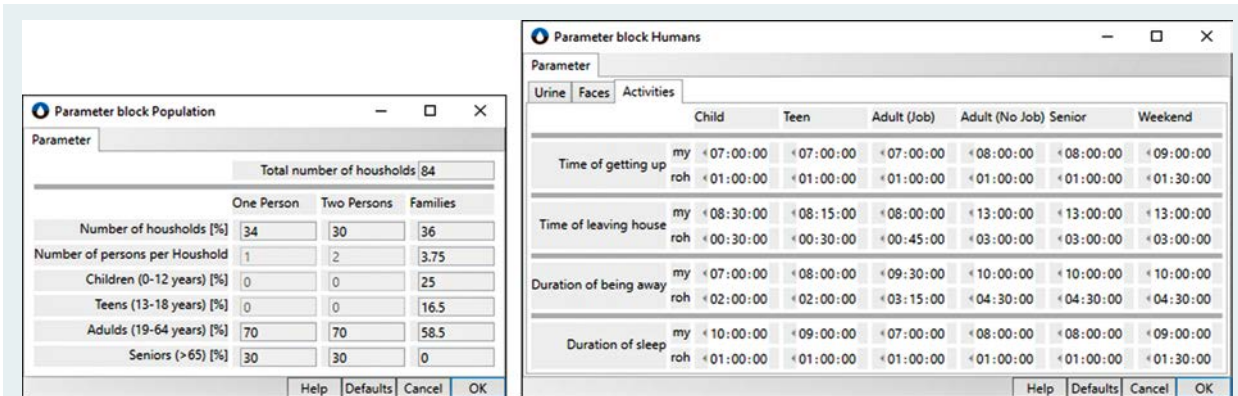 Parameter block Population
Parameter
Total number of housholds 84
One Person Two Persons Families
Number of housholds [%] 34 30 36
Number of persons per Houshold 1 2 3.75
Children (0-12 years) [%] 0 0 25
Teens (13-18 years) [%] 0 0 16.5
Adulds (19-64 years) [%] 70 70 58.5
Seniors (>65) [%] 30 30 0
Help Defaults Cancel OK
Parameter block Humans
Parameter
Urine Faces Activities
Child Teen Adult (Job) Adult (No Job) Senior Weekend
Time of getting up
my 07:00:00 07:00:00 07:00:00 08:00:00 08:00:00 09:00:00
roh 01:00:00 01:00:00 01:00:00 01:00:00 01:00:00 01:30:00
Time of leaving house
my 08:30:00 08:15:00 08:00:00 13:00:00 13:00:00 13:00:00
roh 00:30:00 00:30:00 00:45:00 03:00:00 03:00:00 03:00:00
Duration of being away
my 07:00:00 08:00:00 09:30:00 10:00:00 10:00:00 10:00:00
roh 02:00:00 02:00:00 03:15:00 04:30:00 04:30:00 04:30:00
Duration of sleep
my 10:00:00 09:00:00 07:00:00 08:00:00 08:00:00 09:00:00
roh 01:00:00 01:00:00 01:00:00 01:00:00 01:00:00 01:30:00
Help Defaults Cancel OK